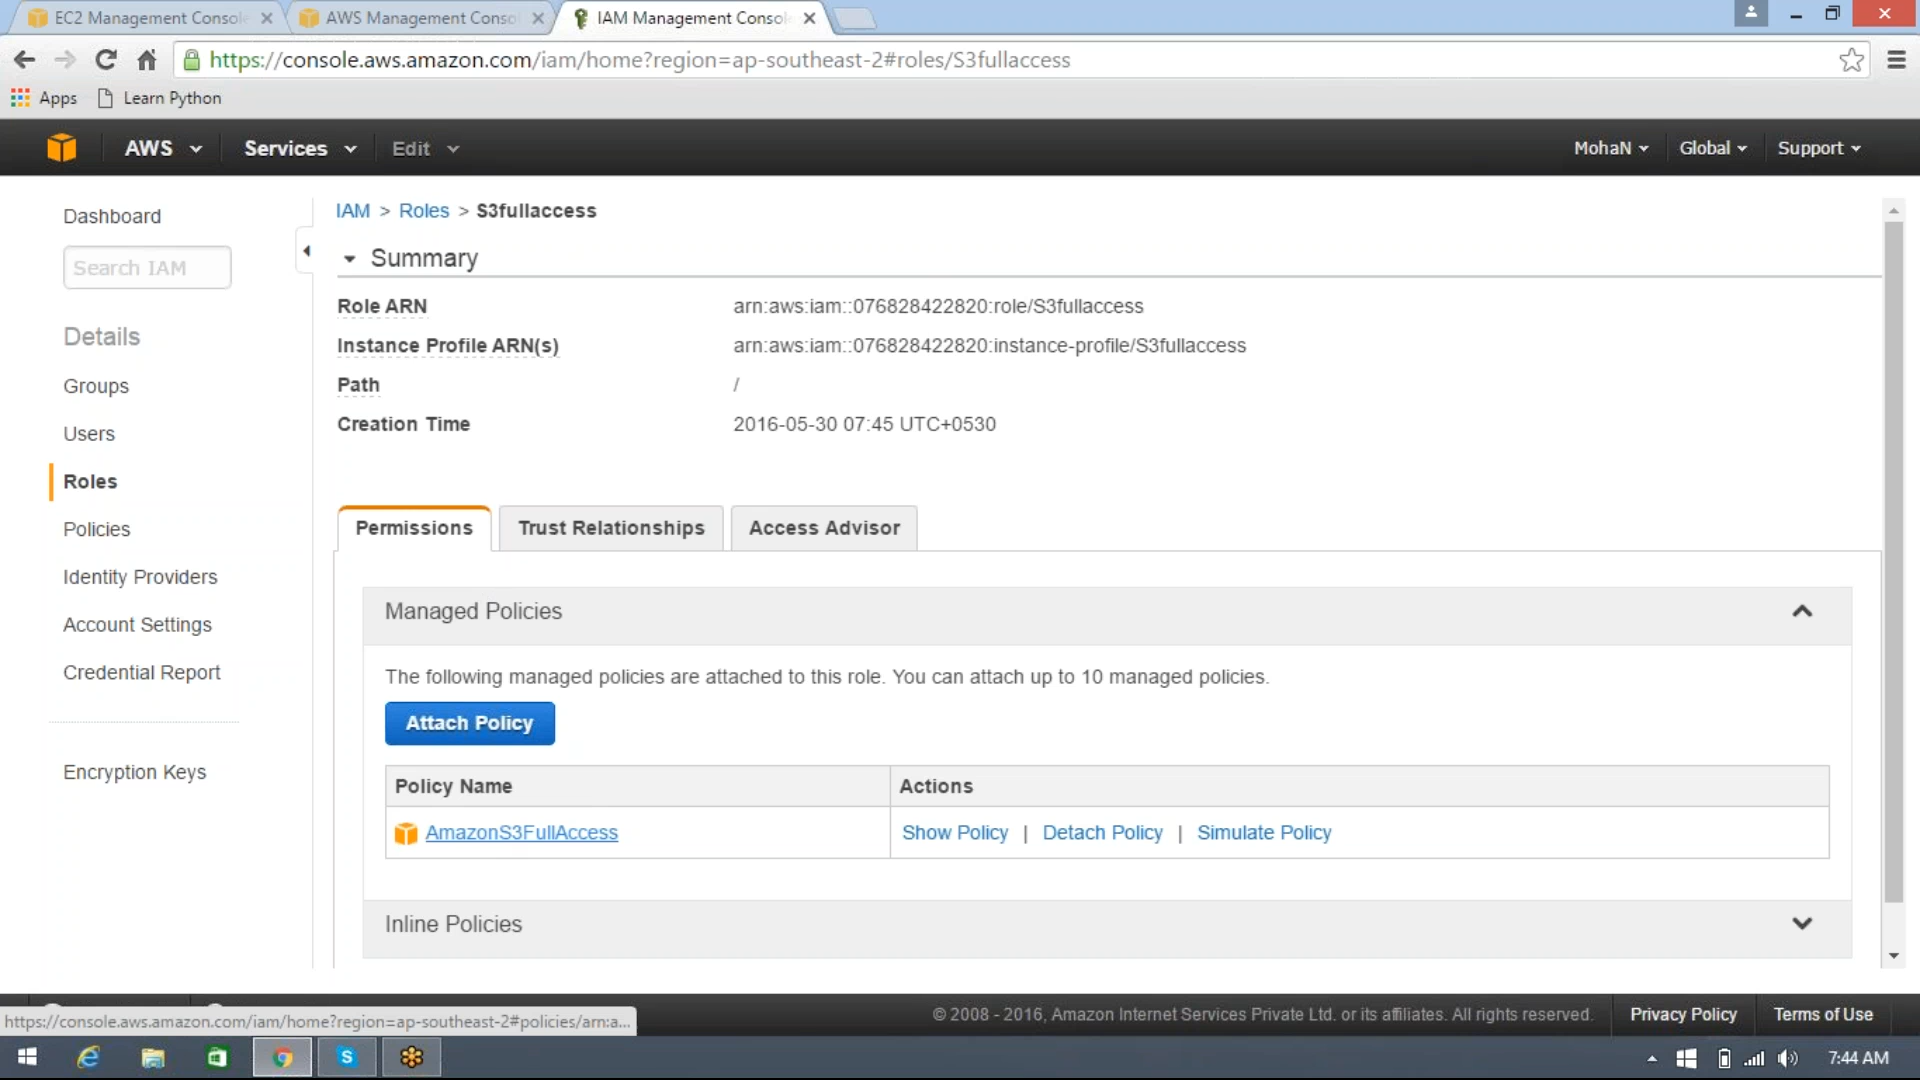 EC2 Management Consol
AWS Management Consol
IAM Management Consol
https://console.aws.amazon.com/iam/home?region=ap-southeast-2#roles/S3fullaccess
Apps
Learn Python
AWS
Services
Edit
MohaN
Global
Support
Dashboard
Search IAM
Details
Groups
Users
Roles
Policies
Identity Providers
Account Settings
Credential Report
Encryption Keys
IAM > Roles > S3fullaccess
Summary
Role ARN arn:aws:iam::076828422820:role/S3fullaccess
Instance Profile ARN(s) arn:aws:iam::076828422820:instance-profile/S3fullaccess
Path /
Creation Time 2016-05-30 07:45 UTC+0530
Permissions
Trust Relationships
Access Advisor
Managed Policies
The following managed policies are attached to this role. You can attach up to 10 managed policies.
Attach Policy
Policy Name Actions
AmazonS3FullAccess Show Policy | Detach Policy | Simulate Policy
Inline Policies
https://console.aws.amazon.com/iam/home?region=ap-southeast-2#policies/arn:a...
© 2008 - 2016, Amazon Internet Services Private Ltd. or its affiliates. All rights reserved.
Privacy Policy
Terms of Use
7:44 AM